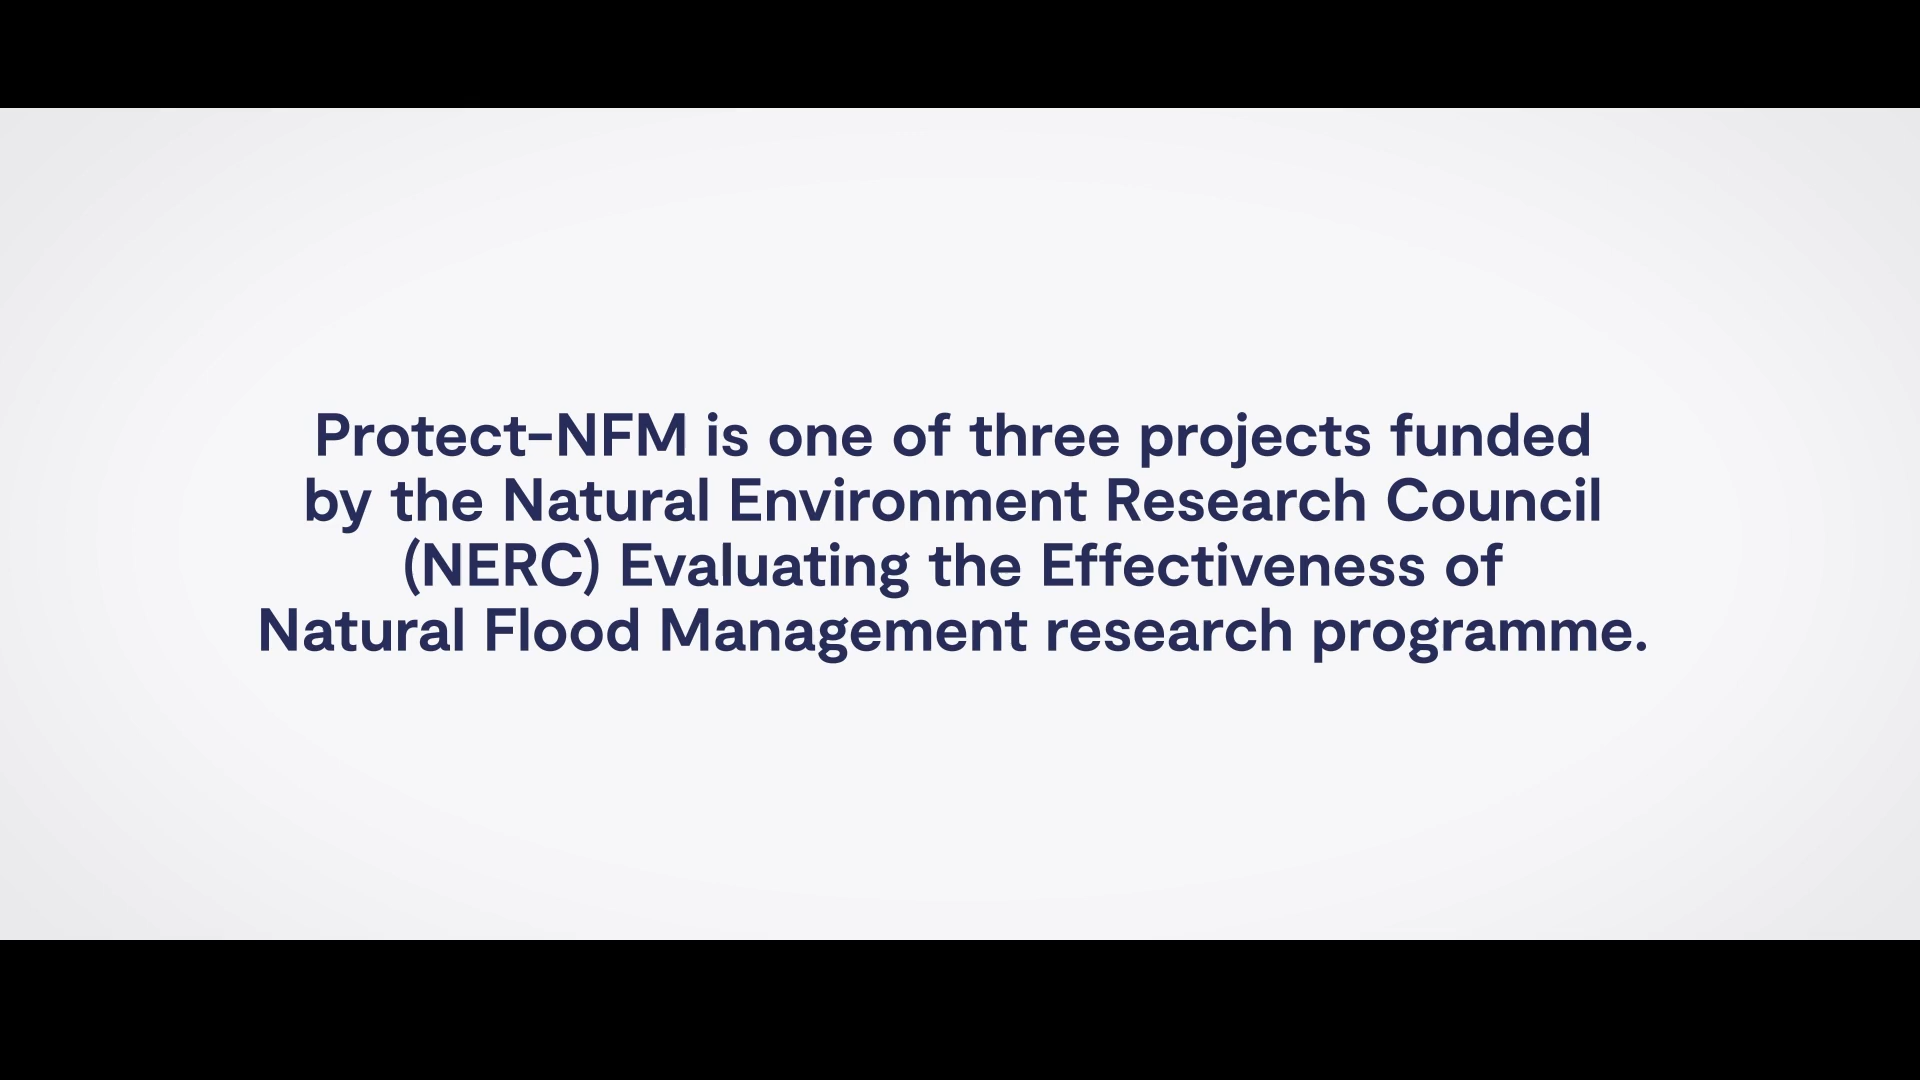 Protect-NFM is one of three projects funded
by the Natural Environment Research Council
(NERC) Evaluating the Effectiveness of
Natural Flood Management research programme.